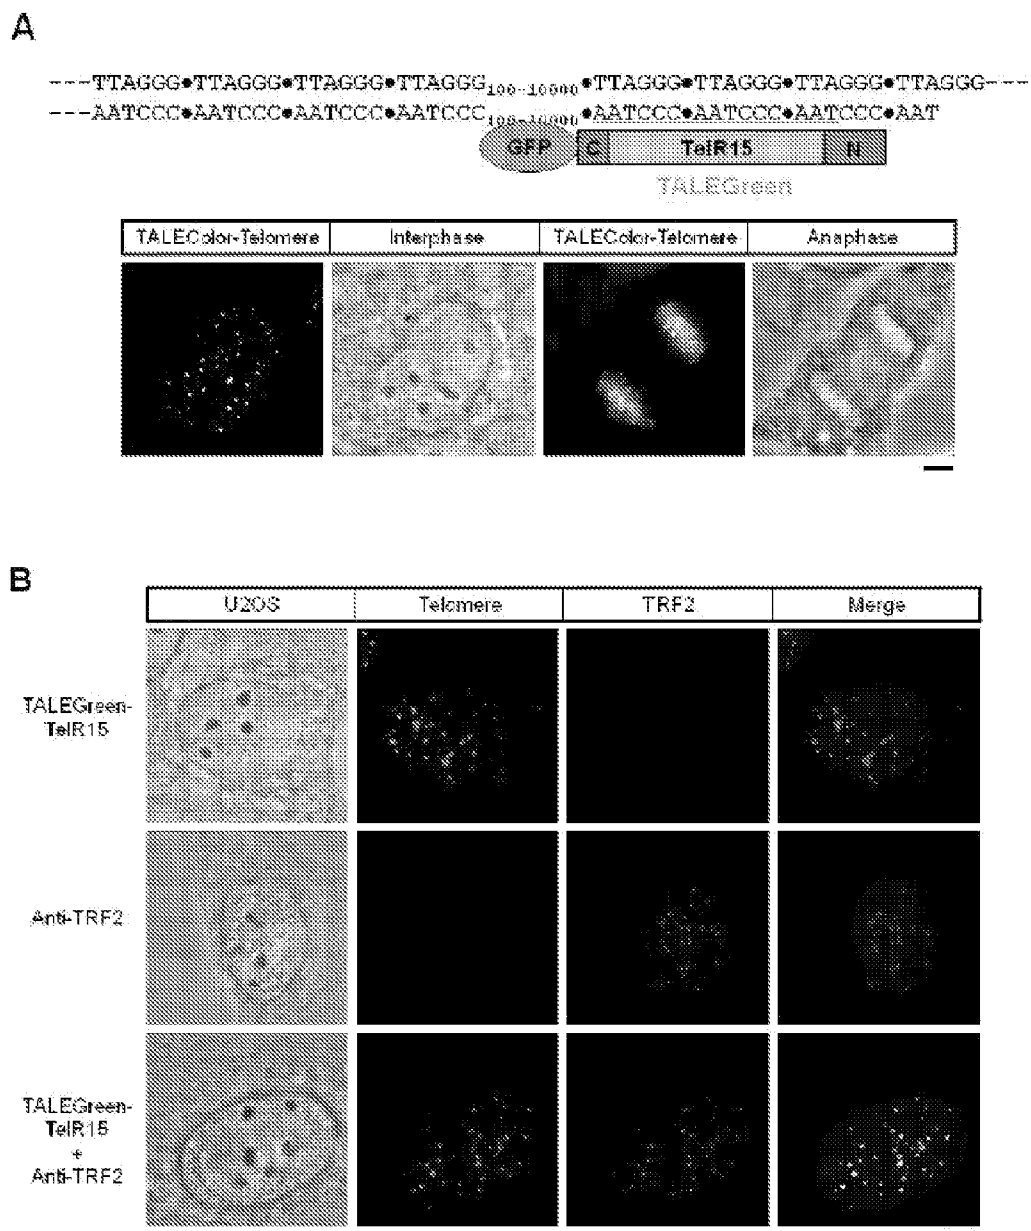 A
---TTAGGG•TTAGGG•TTAGGG•TTAGGG100-10000•TTAGGG•TTAGGG•TTAGGG•TTAGGG---
---AATCCC•AATCCC•AATCCC•AATCCC100-10000•AATCCC•AATCCC•AATCCC•AAT
GFP C TelR15 N
TALEGreen
TALEColor-Telomere Interphase TALEColor-Telomere Anaphase
B
U2OS Telomere TRF2 Merge
TALEGreen-
TelR15
Anti-TRF2
TALEGreen-
TelR15
+
Anti-TRF2